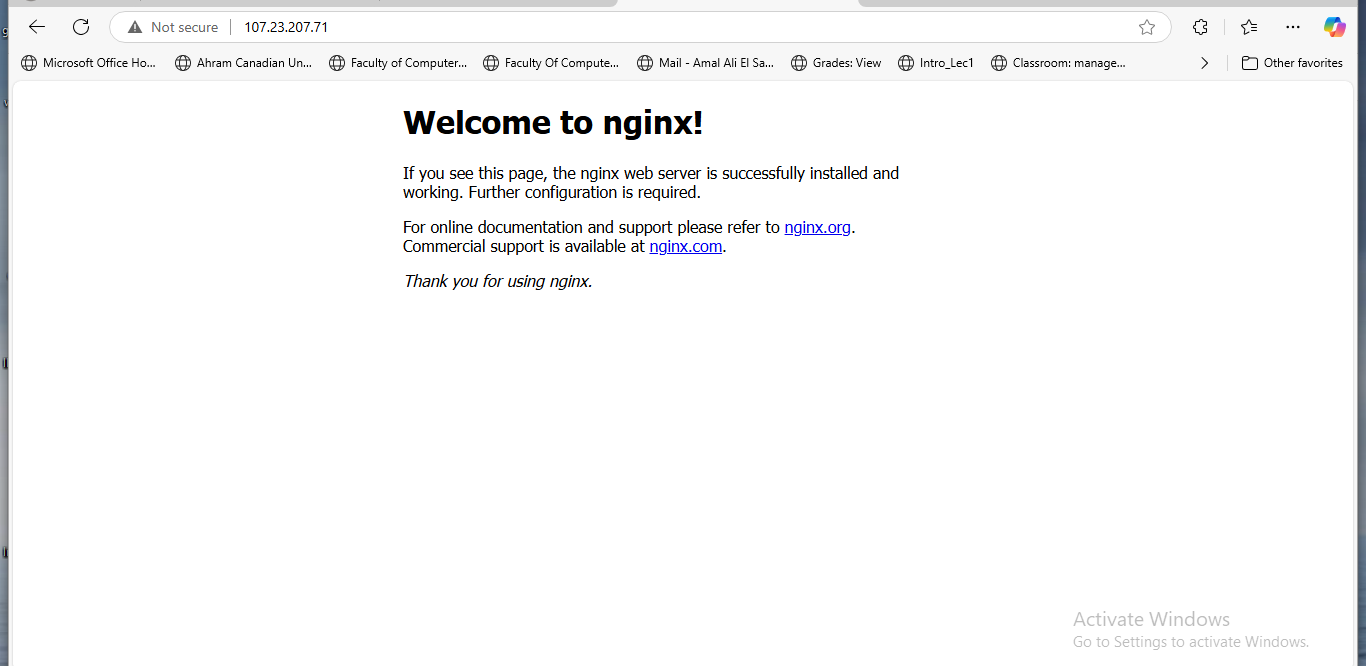 Not secure
107.23.207.71
Microsoft Office Ho...
Ahram Canadian Un...
Faculty of Computer...
Faculty Of Compute...
Mail - Amal Ali El Sa...
Grades: View
Intro_Lec1
Classroom: manage...
Other favorites
Welcome to nginx!
If you see this page, the nginx web server is successfully installed and
working. Further configuration is required.
For online documentation and support please refer to nginx.org.
Commercial support is available at nginx.com.
Thank you for using nginx.
Activate Windows
Go to Settings to activate Windows.